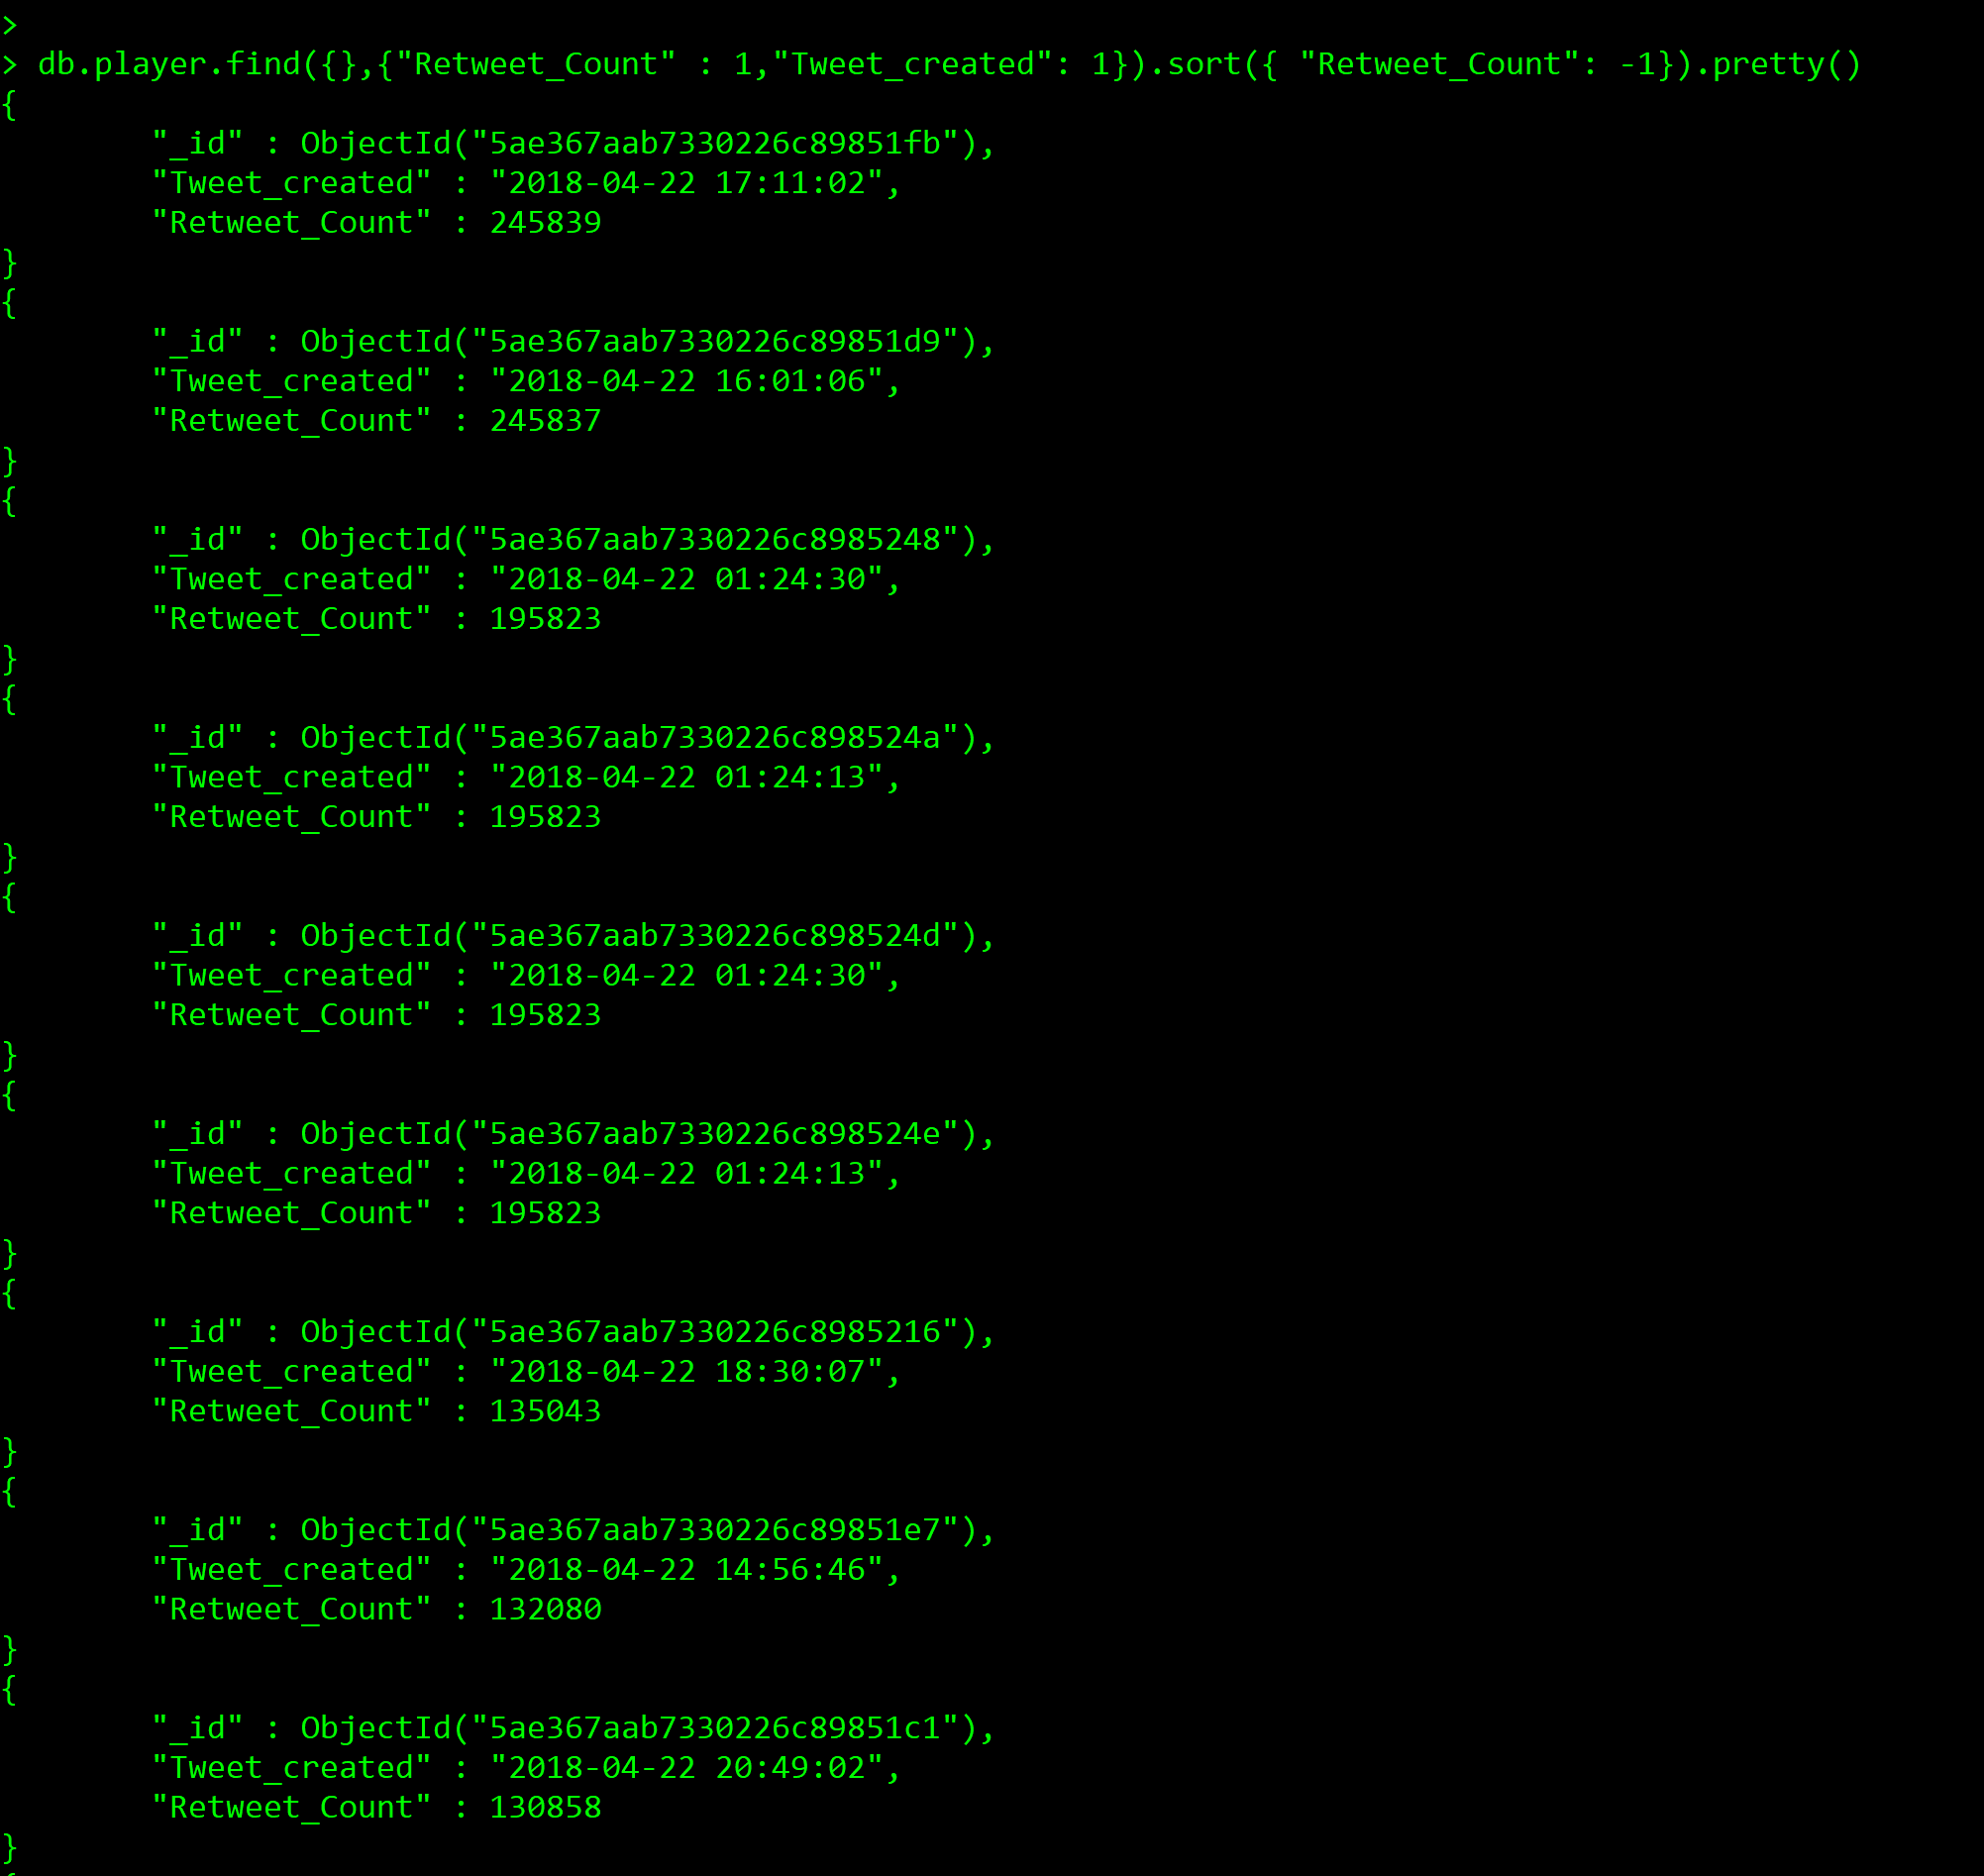 >
> db.player.find({},{"Retweet_Count" : 1,"Tweet_created": 1}).sort({ "Retweet_Count": -1}).pretty()
{
        "_id" : ObjectId("5ae367aab7330226c89851fb"),
        "Tweet_created" : "2018-04-22 17:11:02",
        "Retweet_Count" : 245839
}
{
        "_id" : ObjectId("5ae367aab7330226c89851d9"),
        "Tweet_created" : "2018-04-22 16:01:06",
        "Retweet_Count" : 245837
}
{
        "_id" : ObjectId("5ae367aab7330226c8985248"),
        "Tweet_created" : "2018-04-22 01:24:30",
        "Retweet_Count" : 195823
}
{
        "_id" : ObjectId("5ae367aab7330226c898524a"),
        "Tweet_created" : "2018-04-22 01:24:13",
        "Retweet_Count" : 195823
}
{
        "_id" : ObjectId("5ae367aab7330226c898524d"),
        "Tweet_created" : "2018-04-22 01:24:30",
        "Retweet_Count" : 195823
}
{
        "_id" : ObjectId("5ae367aab7330226c898524e"),
        "Tweet_created" : "2018-04-22 01:24:13",
        "Retweet_Count" : 195823
}
{
        "_id" : ObjectId("5ae367aab7330226c8985216"),
        "Tweet_created" : "2018-04-22 18:30:07",
        "Retweet_Count" : 135043
}
{
        "_id" : ObjectId("5ae367aab7330226c89851e7"),
        "Tweet_created" : "2018-04-22 14:56:46",
        "Retweet_Count" : 132080
}
{
        "_id" : ObjectId("5ae367aab7330226c89851c1"),
        "Tweet_created" : "2018-04-22 20:49:02",
        "Retweet_Count" : 130858
}